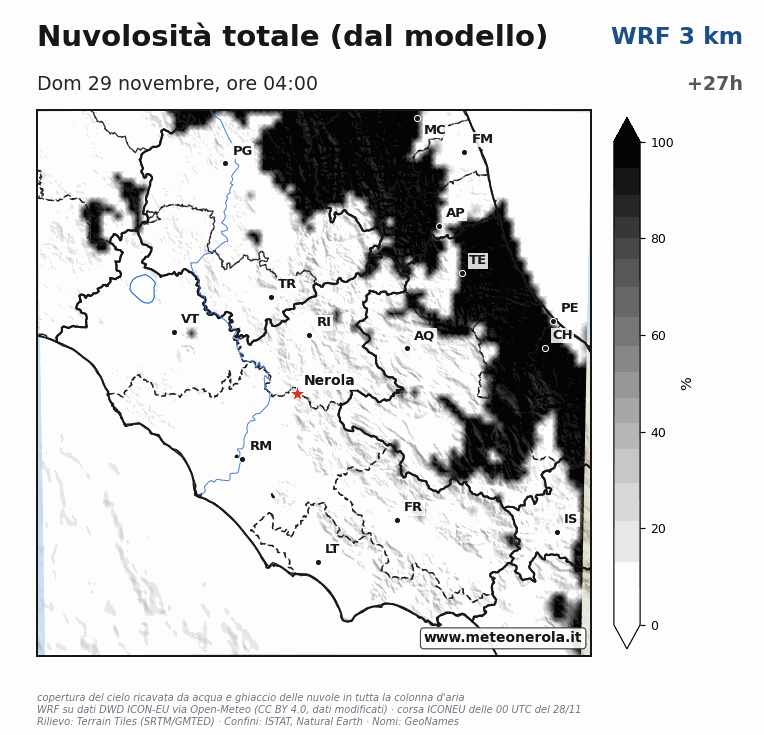 Nuvolosità totale (dal modello)
WRF 3 km
Dom 29 novembre, ore 04:00
+27h
MC
FM
PG
AP
TE
TR
PE
VT
RI
CH
AQ
Nerola
RM
FR
IS
LT
www.meteonerola.it
100
80
60
40
20
0
%
copertura del cielo ricavata da acqua e ghiaccio delle nuvole in tutta la colonna d'aria
WRF su dati DWD ICON-EU via Open-Meteo (CC BY 4.0, dati modificati) · corsa ICONEU delle 00 UTC del 28/11
Rilievo: Terrain Tiles (SRTM/GMTED) · Confini: ISTAT, Natural Earth · Nomi: GeoNames